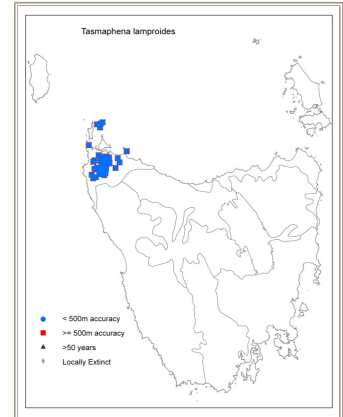 Tasmaphena lamproides
< 500m accuracy
>= 500m accuracy
>50 years
Locally Extinct